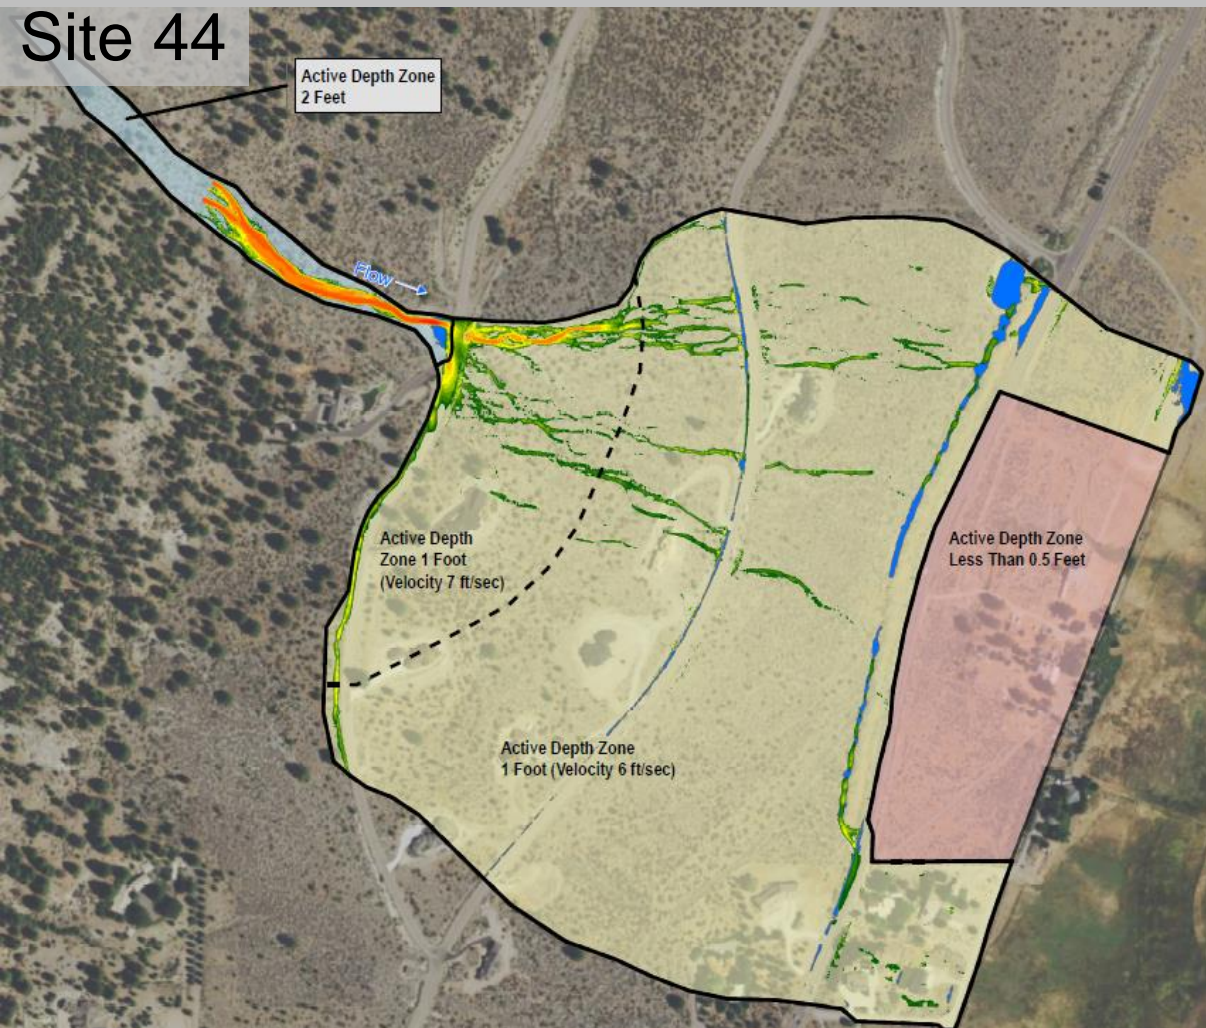 Site 44
Active Depth Zone
2 Feet
Flow
Active Depth
Zone 1 Foot
(Velocity 7 ft/sec)
Active Depth Zone
Less Than 0.5 Feet
Active Depth Zone
1 Foot (Velocity 6 ft/sec)